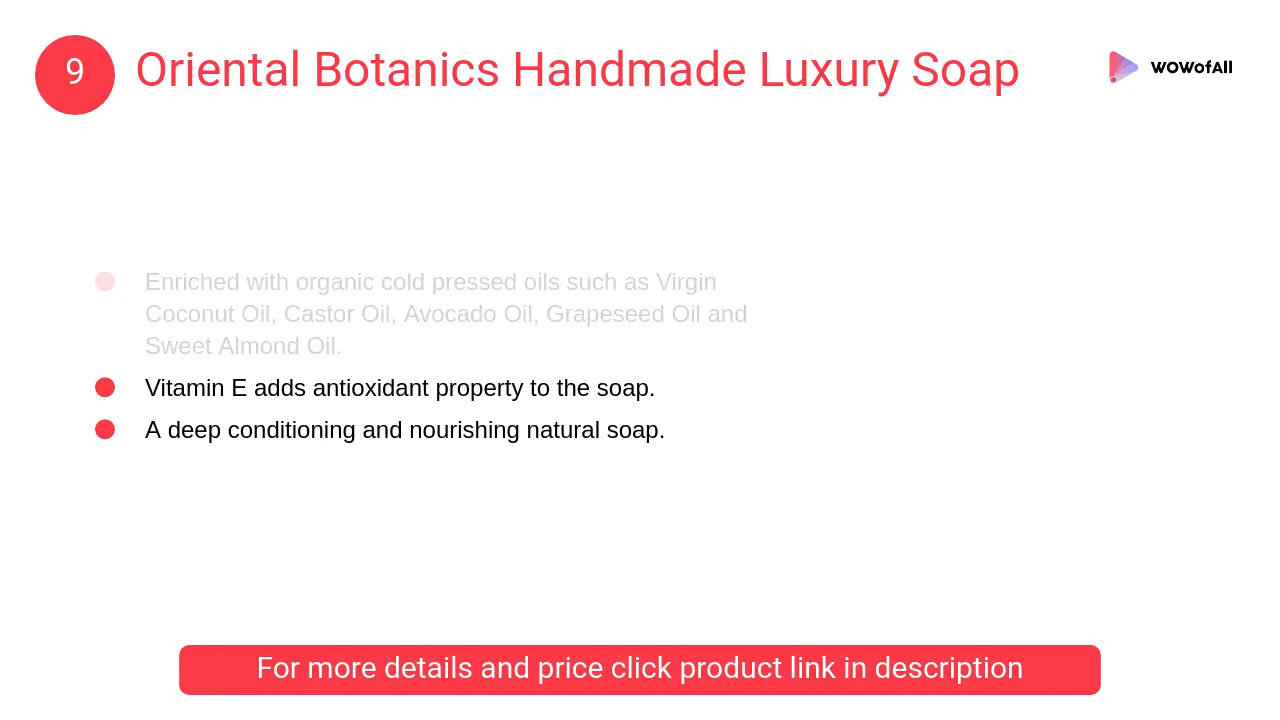 9
Oriental Botanics Handmade Luxury Soap
WOWofAll
Enriched with organic cold pressed oils such as Virgin
Coconut Oil, Castor Oil, Avocado Oil, Grapeseed Oil and
Sweet Almond Oil.
Vitamin E adds antioxidant property to the soap.
A deep conditioning and nourishing natural soap.
For more details and price click product link in description